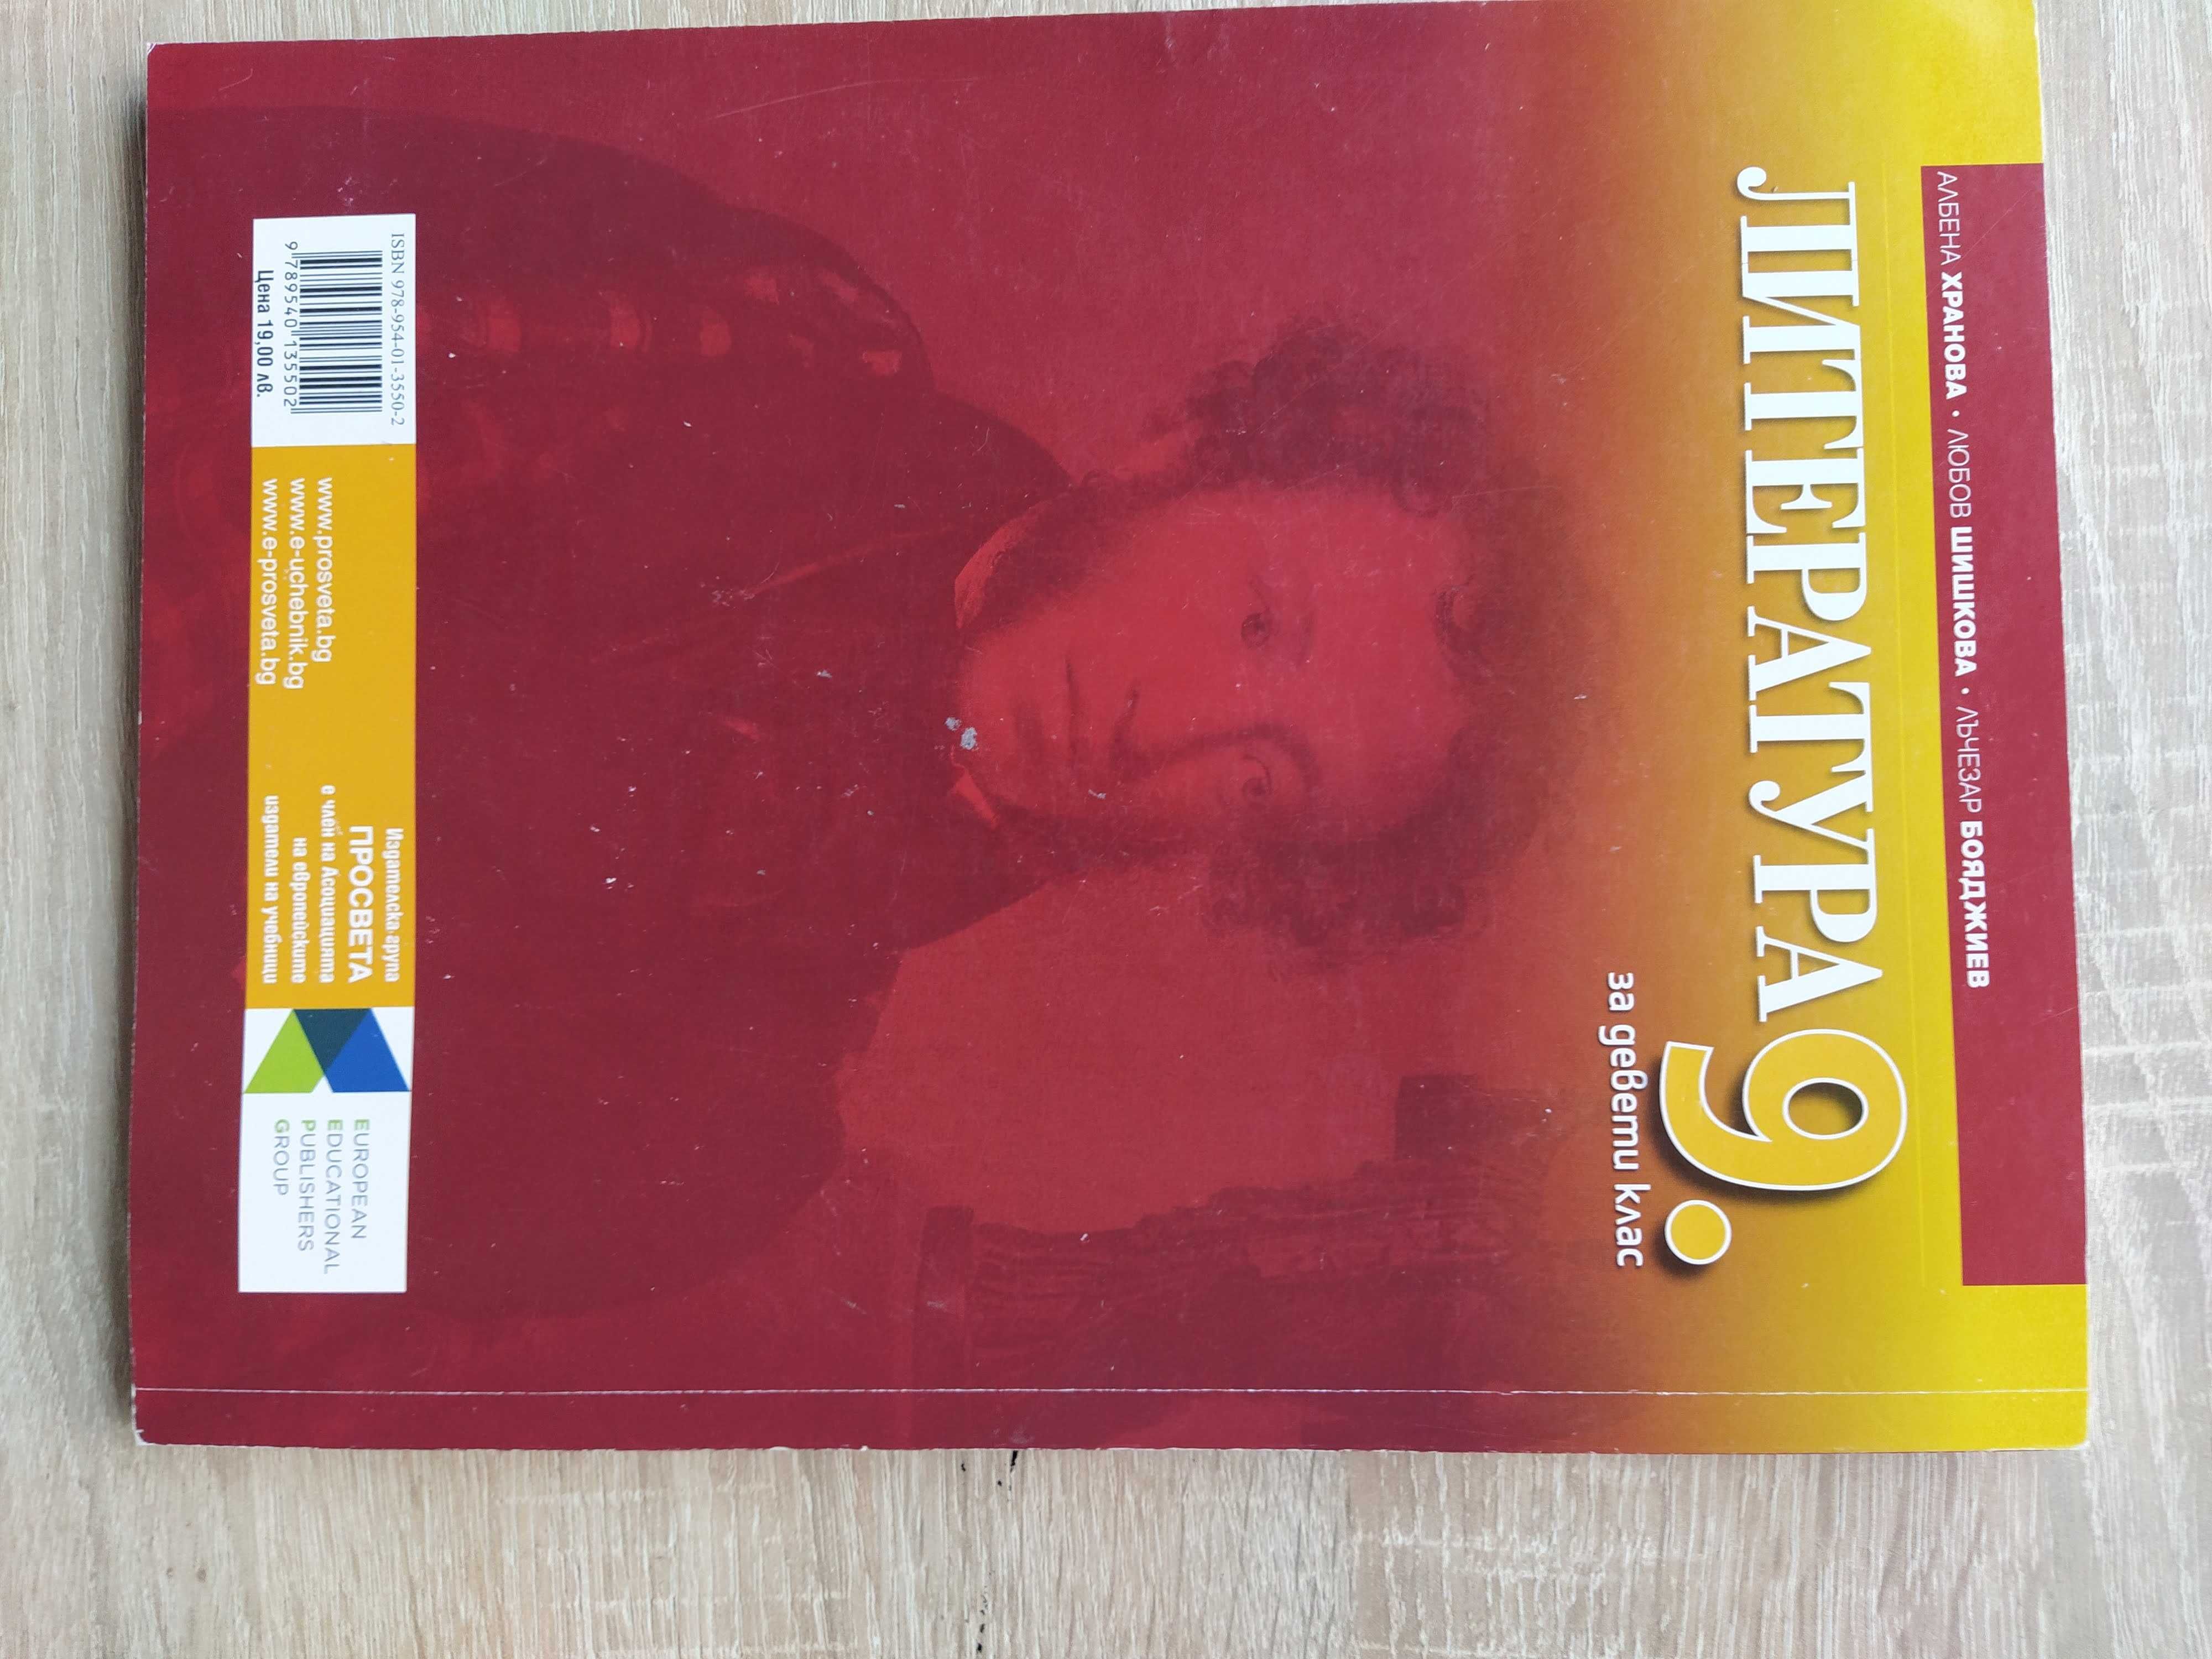 АЛБЕНА ХРАНОВА • ЛЮБОВ ШИШКОВА • ЛЪЧЕЗАР БОЯДЖИЕВ
ЛИТЕРАТУРА 9.
за девети клас
ISBN 978-954-01-3550-2
9 789540 135502
Цена 19,00 лв.
www.prosveta.bg
www.e-uchebnik.bg
www.e-prosveta.bg
Издателска група
ПРОСВЕТА
е член на Асоциацията
на европейските
издатели на учебници
EUROPEAN
EDUCATIONAL
PUBLISHERS
GROUP